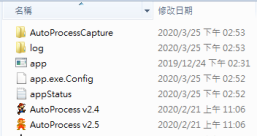 名稱 修改日期
AutoProcessCapture 2020/3/25 下午 02:53
log 2020/3/25 下午 02:53
app 2019/12/24 下午 02:31
app.exe.Config 2020/3/25 下午 02:52
appStatus 2020/3/25 下午 02:52
AutoProcess v2.4 2020/2/21 上午 11:06
AutoProcess v2.5 2020/2/21 上午 11:06